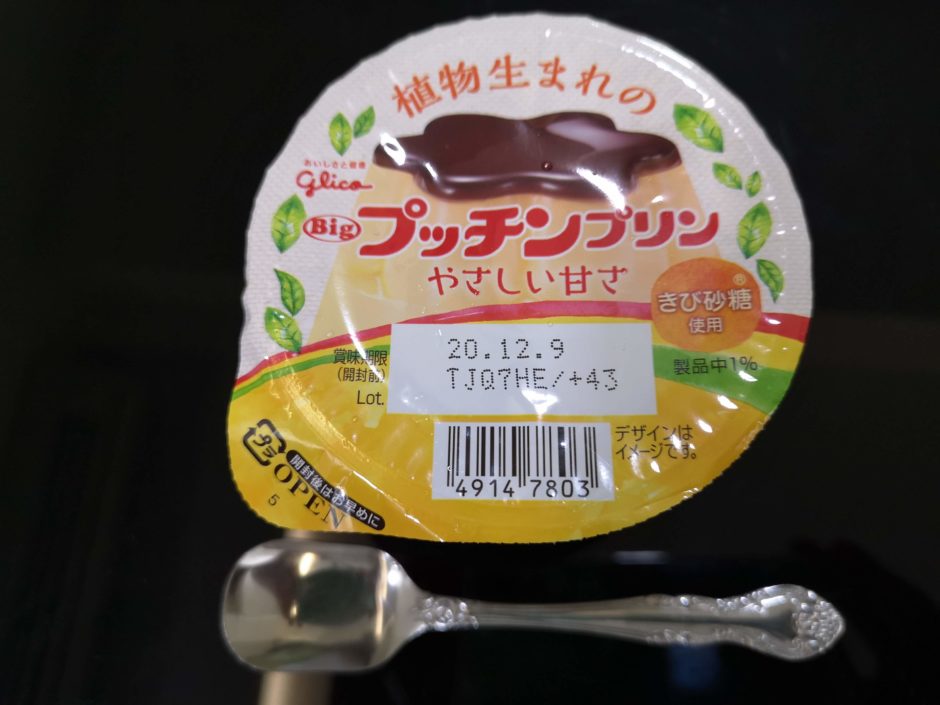 植物生まれの
おいしさと健康
Glico
Big プッチンプリン
やさしい甘さ
きび砂糖®
使用
製品中1%
賞味期限
(開封前)
Lot.
20.12.9
TJQ7HE/+43
デザインは
イメージです。
4914 7803
プラ
開封後はお早めに
OPEN
5